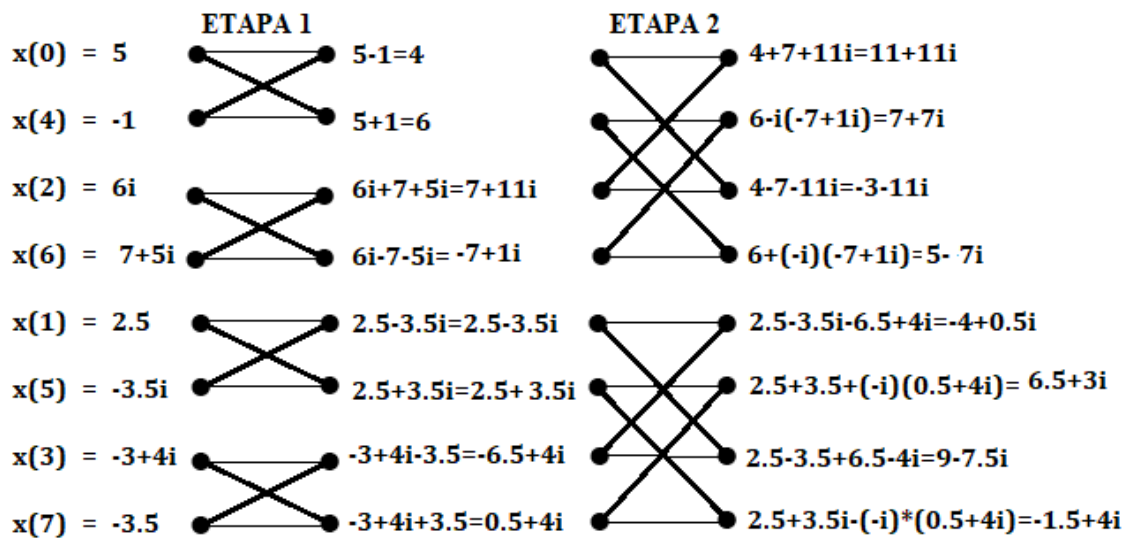 ETAPA 1 ETAPA 2
x(0) = 5 5-1=4 4+7+11i=11+11i
x(4) = -1 5+1=6 6-i(-7+1i)=7+7i
x(2) = 6i 6i+7+5i=7+11i 4-7-11i=-3-11i
x(6) = 7+5i 6i-7-5i= -7+1i 6+(-i)(-7+1i)=5- 7i
x(1) = 2.5 2.5-3.5i=2.5-3.5i 2.5-3.5i-6.5+4i=-4+0.5i
x(5) = -3.5i 2.5+3.5i=2.5+3.5i 2.5+3.5+(-i)(0.5+4i)= 6.5+3i
x(3) = -3+4i -3+4i-3.5=-6.5+4i 2.5-3.5+6.5-4i=9-7.5i
x(7) = -3.5 -3+4i+3.5=0.5+4i 2.5+3.5i-(-i)*(0.5+4i)=-1.5+4i